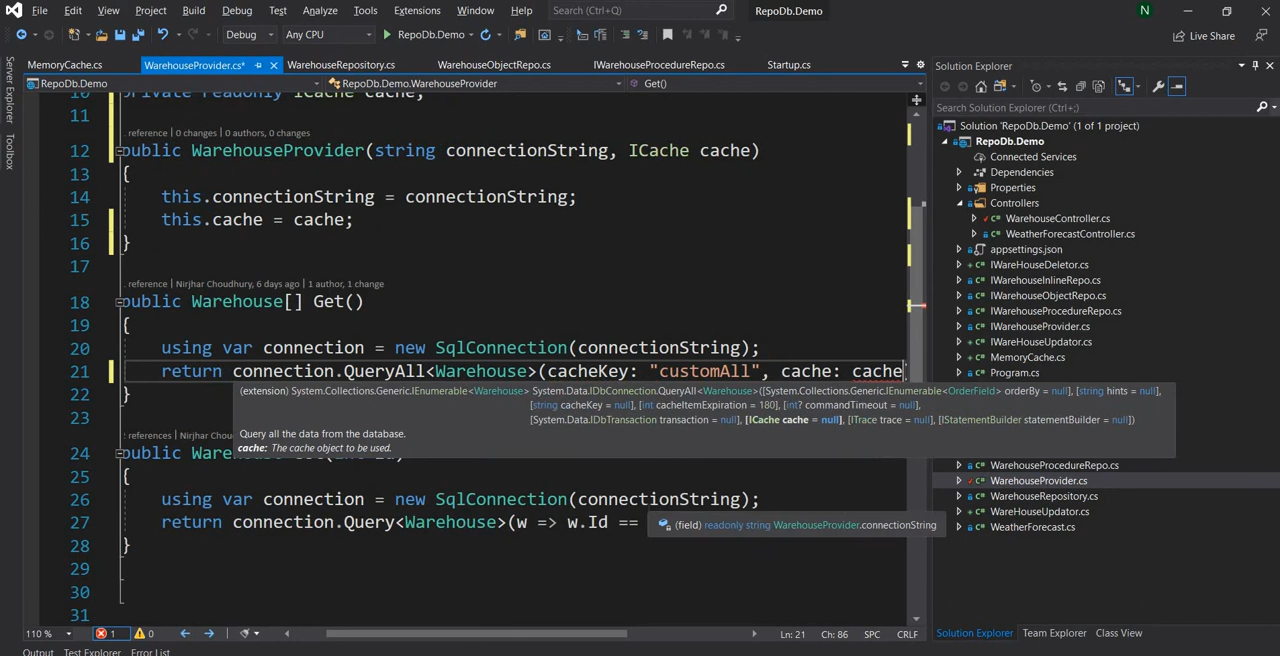 File Edit View Project Build Debug Test Analyze Tools Extensions Window Help Search (Ctrl+;) RepoDb.Demo N
Debug Any CPU RepoDb.Demo Live Share
MemoryCache.cs WarehouseProvider.cs* WarehouseRepository.cs WarehouseObjectRepo.cs IWarehouseProcedureRepo.cs Startup.cs
RepoDb.Demo RepoDb.Demo.WarehouseProvider Get()
Server Explorer
Toolbox
10 private readonly ICache cache;
11
reference | 0 changes | 0 authors, 0 changes
12 public WarehouseProvider(string connectionString, ICache cache)
13 {
14 this.connectionString = connectionString;
15 this.cache = cache;
16 }
17
reference | Nirjhar Choudhury, 6 days ago | 1 author, 1 change
18 public Warehouse[] Get()
19 {
20 using var connection = new SqlConnection(connectionString);
21 return connection.QueryAll<Warehouse>(cacheKey: "customAll", cache: cache
(extension) System.Collections.Generic.IEnumerable<Warehouse> System.Data.IDbConnection.QueryAll<Warehouse>([System.Collections.Generic.IEnumerable<OrderField> orderBy = null], [string hints = null],
[string cacheKey = null], [int cacheItemExpiration = 180], [int? commandTimeout = null],
[System.Data.IDbTransaction transaction = null], [ICache cache = null], [ITrace trace = null], [IStatementBuilder statementBuilder = null])
Query all the data from the database.
cache: The cache object to be used.
22 }
23
references | Nirjhar Cho
24
25 {
26 using var connection = new SqlConnection(connectionString);
27 return connection.Query<Warehouse>(w => w.Id ==
(field) readonly string WarehouseProvider.connectionString
28 }
29
30
31
110 % 1 0 Ln: 21 Ch: 86 SPC CRLF
Output Test Explorer Error List
Solution Explorer
Search Solution Explorer (Ctrl+;)
Solution 'RepoDb.Demo' (1 of 1 project)
RepoDb.Demo
Connected Services
Dependencies
Properties
Controllers
WarehouseController.cs
WeatherForecastController.cs
appsettings.json
IWareHouseDeletor.cs
IWarehouseInlineRepo.cs
IWarehouseObjectRepo.cs
IWarehouseProcedureRepo.cs
IWarehouseProvider.cs
IWareHouseUpdator.cs
MemoryCache.cs
Program.cs
WarehouseProcedureRepo.cs
WarehouseProvider.cs
WarehouseRepository.cs
WareHouseUpdator.cs
WeatherForecast.cs
Solution Explorer Team Explorer Class View